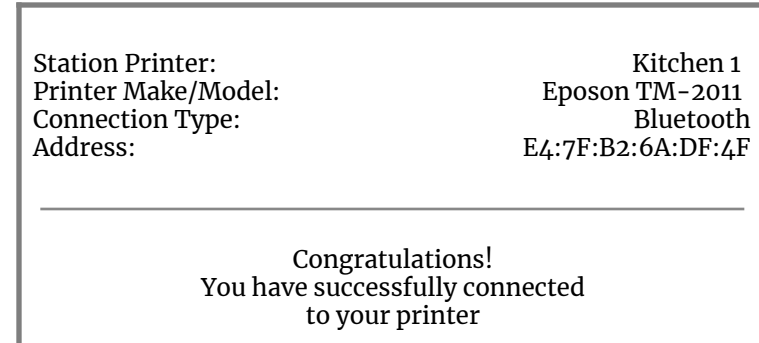 Station Printer: Kitchen 1
Printer Make/Model: Eposon TM-2011
Connection Type: Bluetooth
Address: E4:7F:B2:6A:DF:4F
Congratulations!
You have successfully connected
to your printer